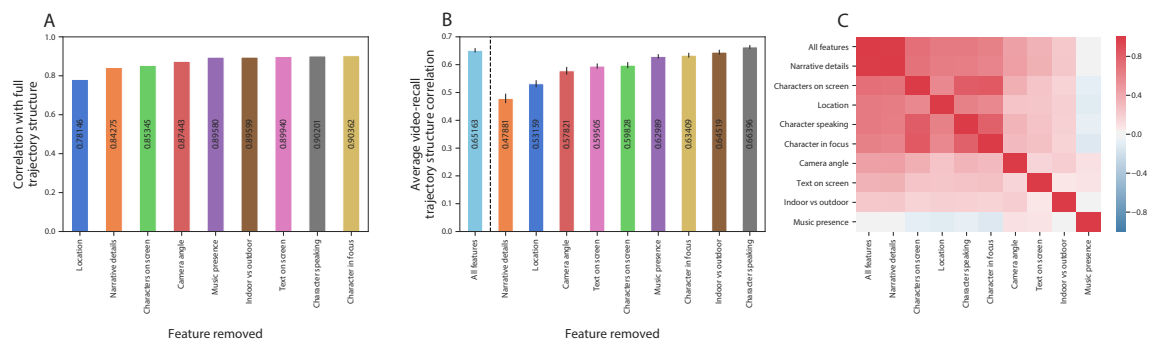 A
Correlation with full
trajectory structure
1.0
0.8
0.6
0.4
0.2
0.0
0.78146
0.84275
0.85345
0.87443
0.89580
0.89599
0.89940
0.90201
0.90362
Location
Narrative details
Characters on screen
Camera angle
Music presence
Indoor vs outdoor
Text on screen
Character speaking
Character in focus
Feature removed
B
Average video-recall
trajectory structure correlation
0.7
0.6
0.5
0.4
0.3
0.2
0.1
0.0
0.65163
0.47881
0.53159
0.57821
0.59505
0.59828
0.62989
0.63409
0.64519
0.66396
All features
Narrative details
Location
Camera angle
Text on screen
Characters on screen
Music presence
Character in focus
Indoor vs outdoor
Character speaking
Feature removed
C
All features
Narrative details
Characters on screen
Location
Character speaking
Character in focus
Camera angle
Text on screen
Indoor vs outdoor
Music presence
All features
Narrative details
Characters on screen
Location
Character speaking
Character in focus
Camera angle
Text on screen
Indoor vs outdoor
Music presence
0.8
0.4
0.0
−0.4
−0.8